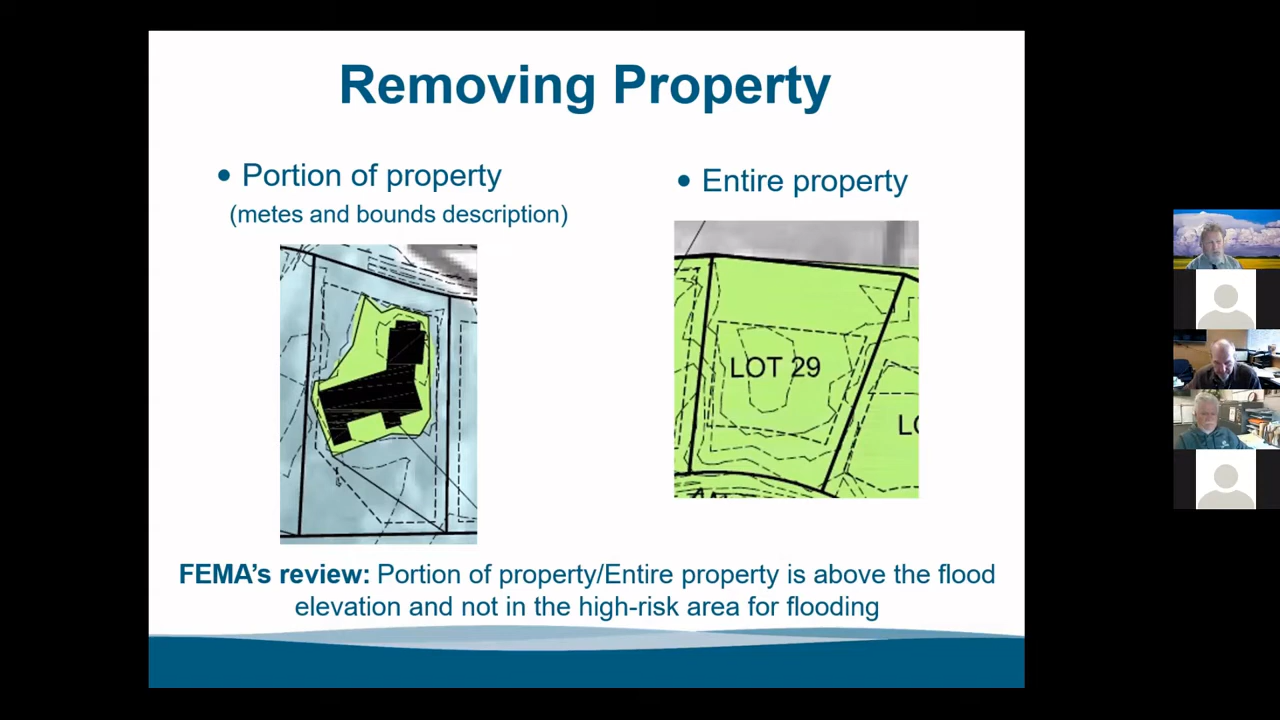 Removing Property
• Portion of property
(metes and bounds description)
• Entire property
LOT 29
FEMA's review: Portion of property/Entire property is above the flood
elevation and not in the high-risk area for flooding